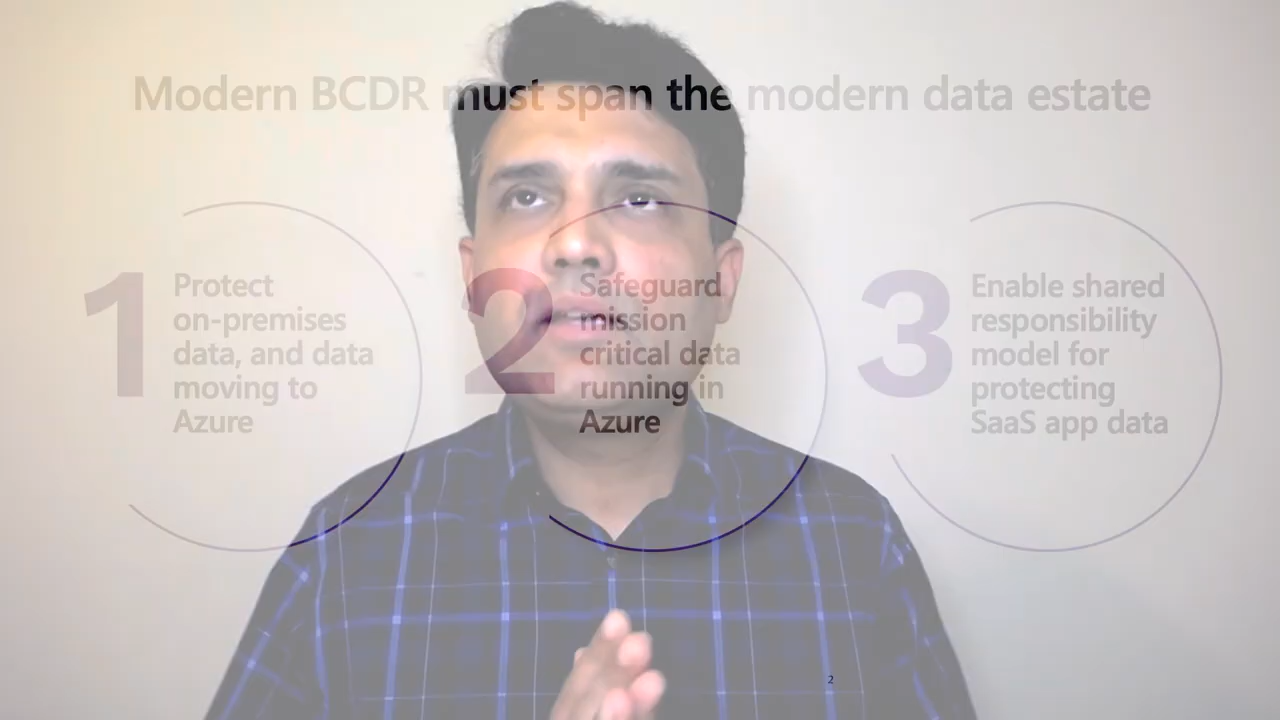 Modern BCDR must span the modern data estate
1
Protect
on-premises
data, and data
moving to
Azure
2
Safeguard
mission
critical data
running in
Azure
3
Enable shared
responsibility
model for
protecting
SaaS app data
2